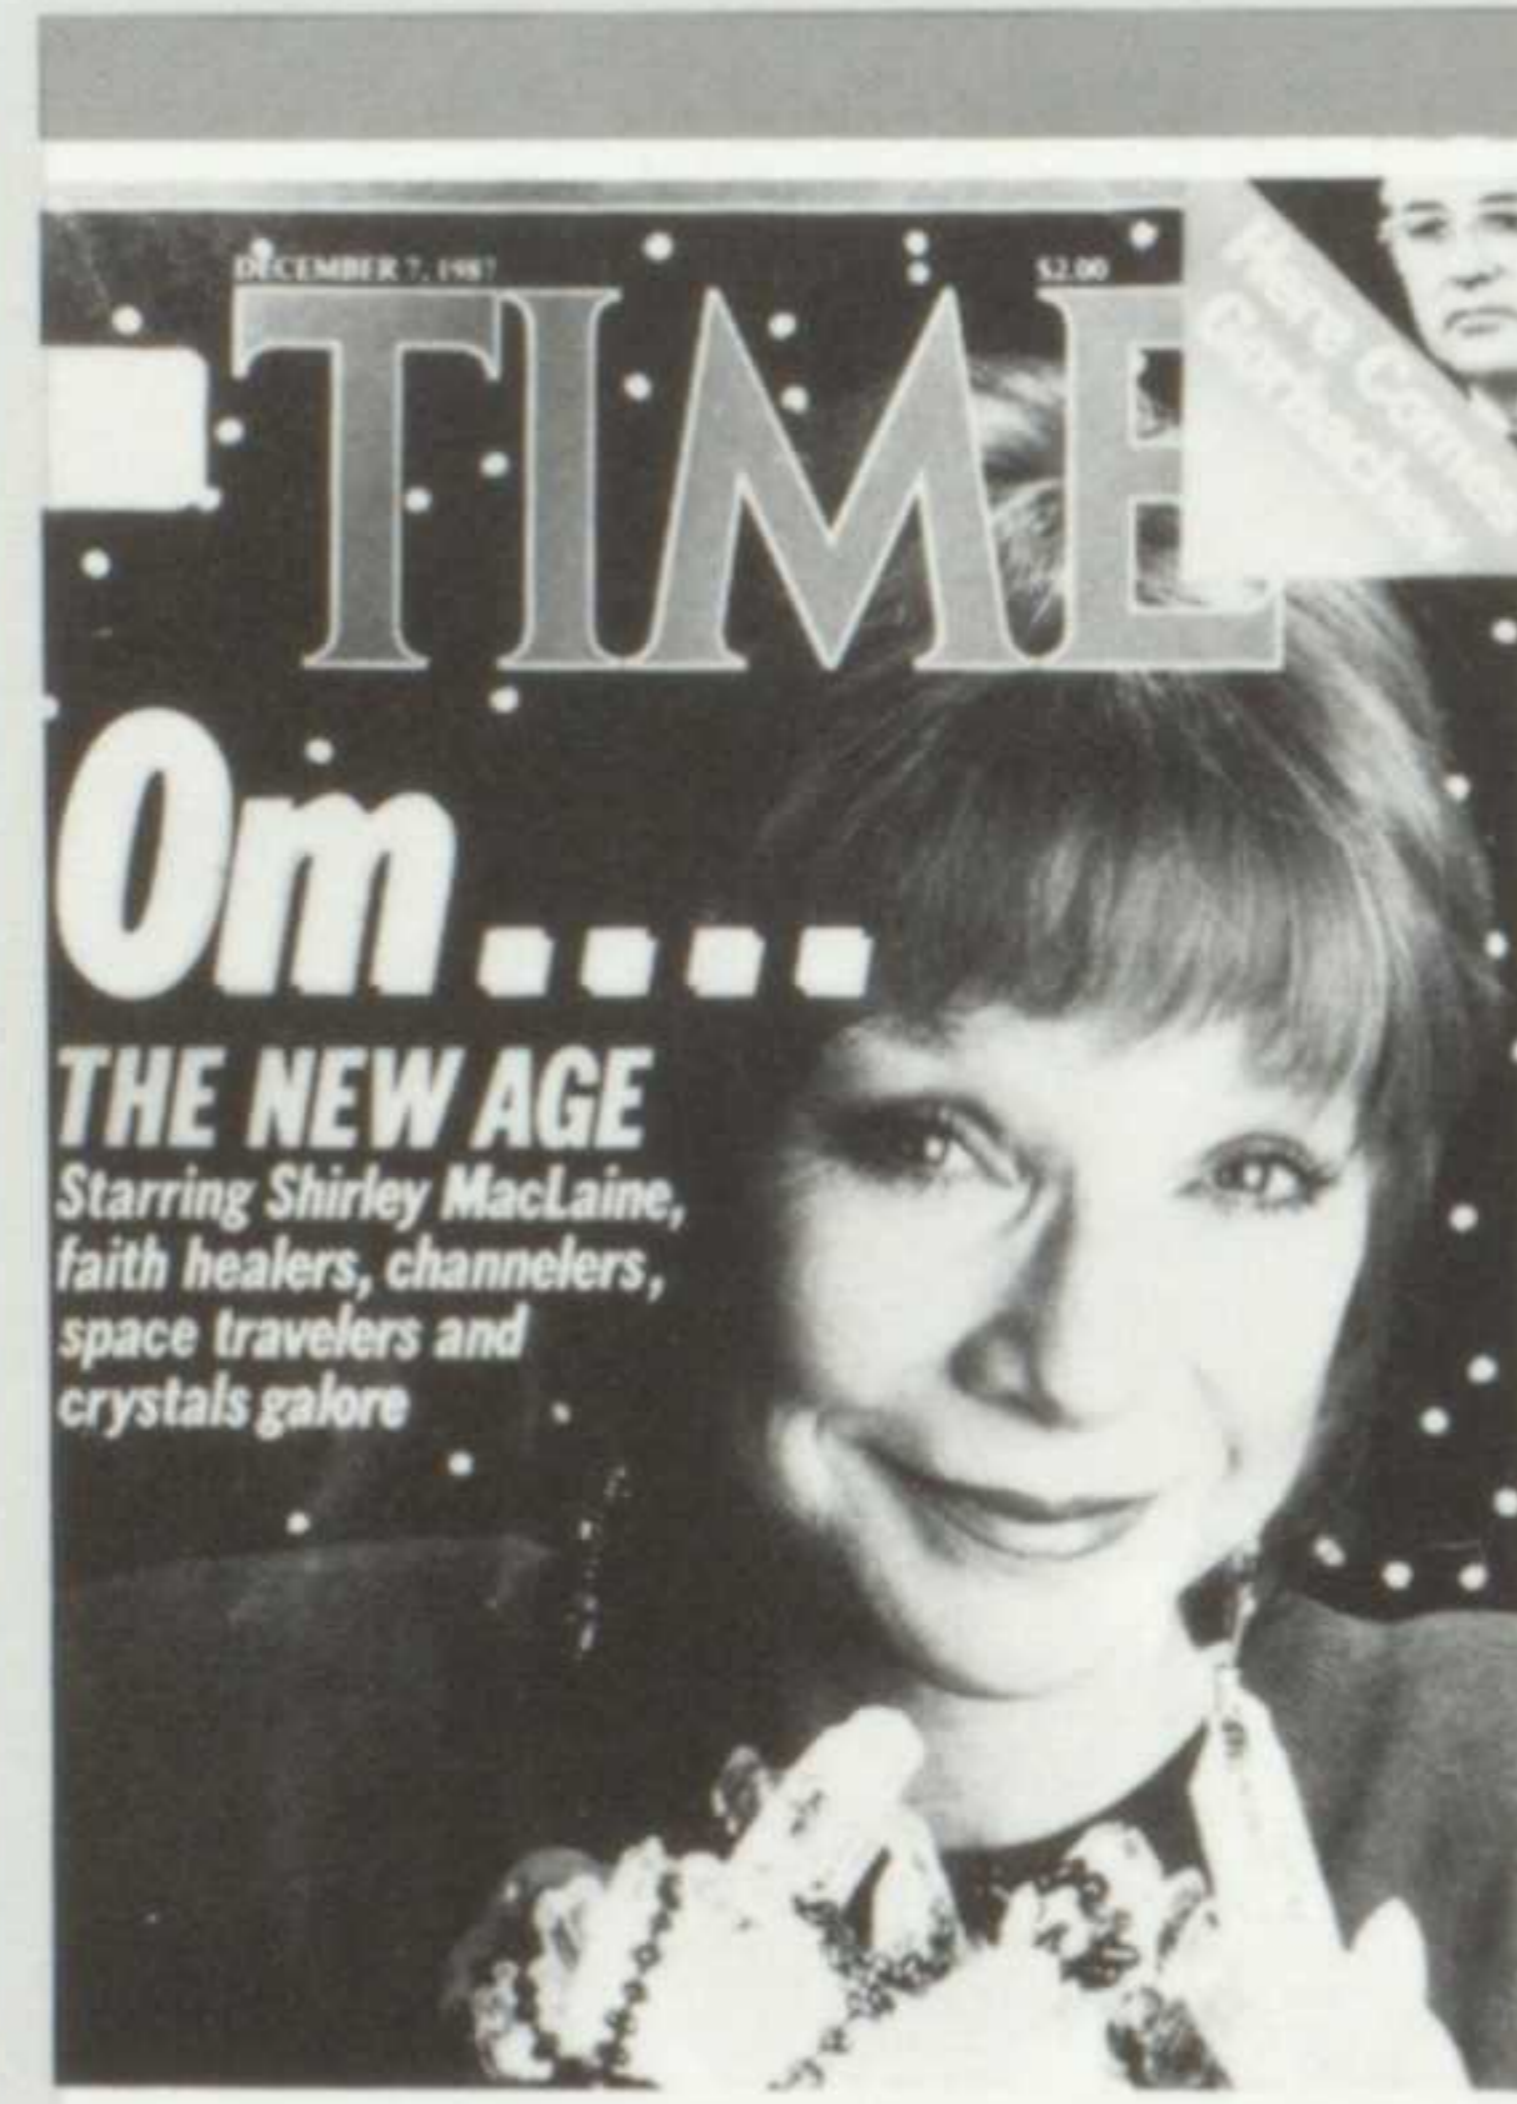 DECEMBER 7, 1987
$2.00
TIME
Om....
THE NEW AGE
Starring Shirley MacLaine,
faith healers, channelers,
space travelers and
crystals galore